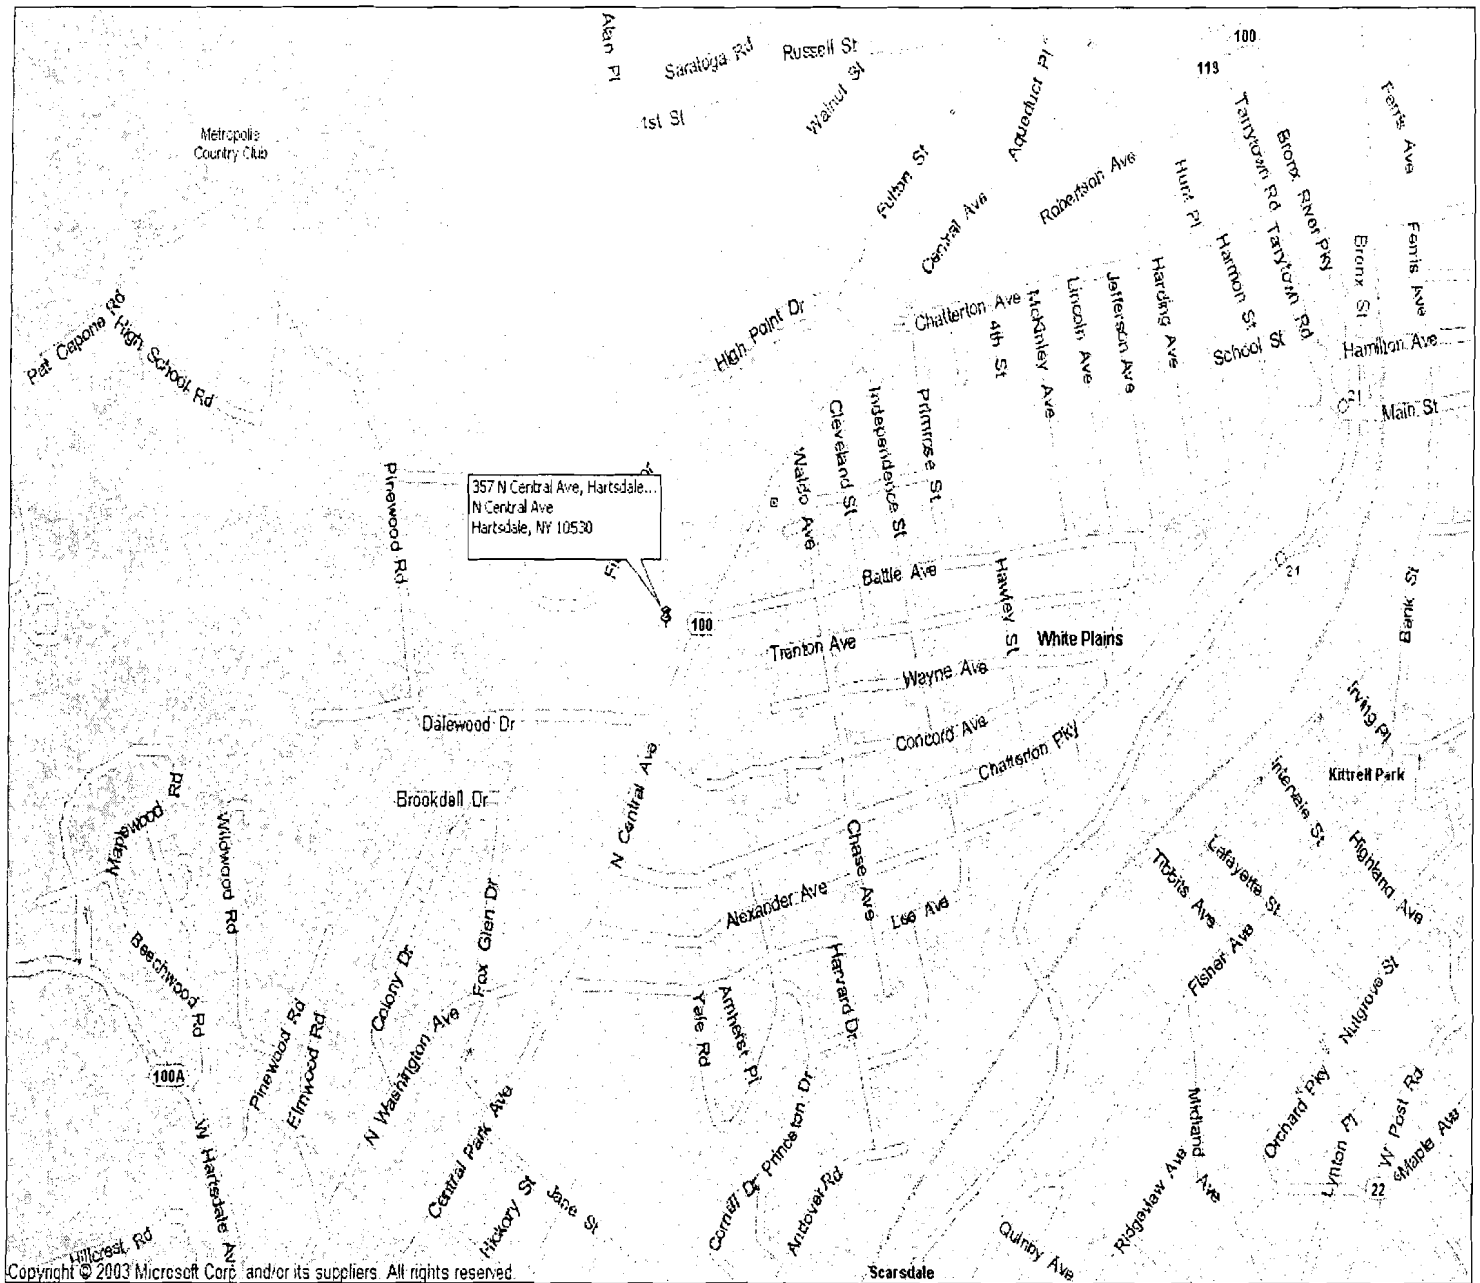 Alan Pl
Saratoga Rd
Russell St
100
119
1st St
Walnut St
Aqueduct Pl
Metropolis
Country Club
Fulton St
Central Ave
Robertson Ave
Hunt Pl
Tarrytown Rd
Bronx River Pky
Ferris Ave
Harmon St
Tarrytown Rd
Bronx St
Ferris Ave
Pat Capone Rd
High School Rd
High Point Dr
Chatterton Ave
4th St
McKinley Ave
Lincoln Ave
Jefferson Ave
Harding Ave
School St
Hamilton Ave
21
Main St
Pinewood Rd
Waldo Ave
Cleveland St
Independence St
Primrose St
357 N Central Ave, Hartsdale...
N Central Ave
Hartsdale, NY 10530
Battle Ave
Hawley St
21
Bank St
100
Trenton Ave
White Plains
Wayne Ave
Dalewood Dr
Concord Ave
Chatterton Pky
Irving Pl
Kittrell Park
Brookdell Dr
N Central Ave
Intervale St
Maplewood Rd
Wildwood Rd
Chase Ave
Tibbits Ave
Lafayette St
Highland Ave
Alexander Ave
Lee Ave
Fox Glen Dr
Beechwood Rd
Colony Dr
Harvard Dr
Fisher Ave
Nutgrove St
Pinewood Rd
Elmwood Rd
N Washington Ave
Yale Rd
Amherst Pl
100A
W Hartsdale Av
Central Park Ave
Princeton Dr
Midland Ave
Orchard Pky
W Post Rd
Maple Ave
Lynton Pl
22
Hickory St
Jane St
Cornell Dr
Andover Rd
Ridgeview Ave
Quinby Ave
Hillcrest Rd
Scarsdale
Copyright © 2003 Microsoft Corp. and/or its suppliers. All rights reserved.